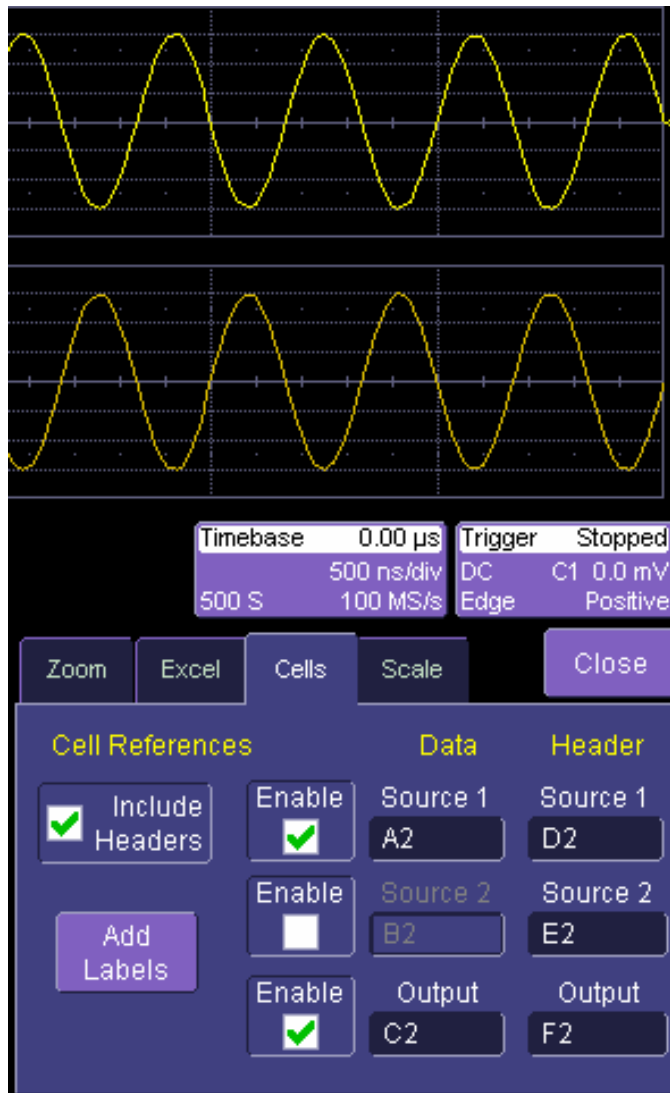 Timebase 0.00 µs
500 ns/div
500 S 100 MS/s
Trigger Stopped
DC C1 0.0 mV
Edge Positive
Zoom Excel Cells Scale Close
Cell References Data Header
Include Headers
Enable
Source 1
A2
Source 1
D2
Enable
Source 2
B2
Source 2
E2
Add
Labels
Enable
Output
C2
Output
F2